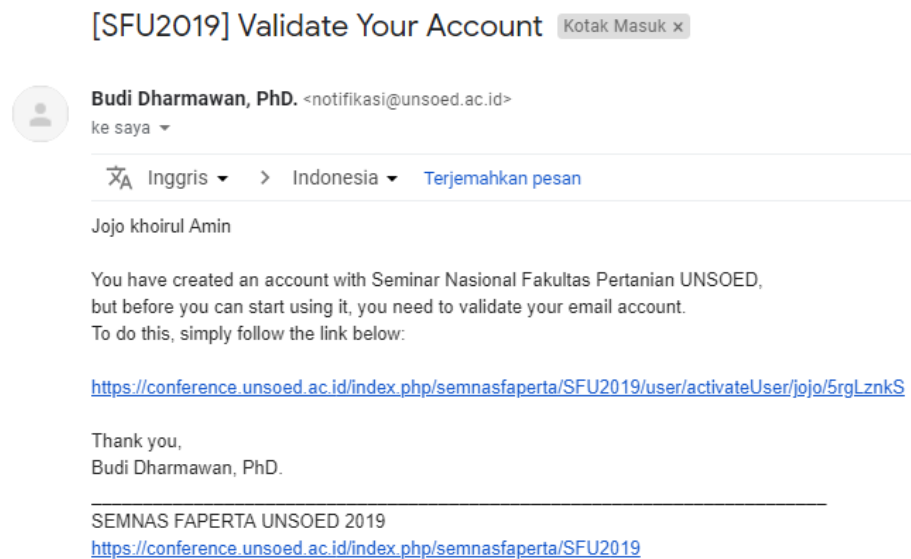 [SFU2019] Validate Your Account Kotak Masuk x
Budi Dharmawan, PhD. <notifikasi@unsoed.ac.id>
ke saya
Inggris > Indonesia Terjemahkan pesan
Jojo khoirul Amin
You have created an account with Seminar Nasional Fakultas Pertanian UNSOED,
but before you can start using it, you need to validate your email account.
To do this, simply follow the link below:
https://conference.unsoed.ac.id/index.php/semnasfaperta/SFU2019/user/activateUser/jojo/5rgLznkS
Thank you,
Budi Dharmawan, PhD.
SEMNAS FAPERTA UNSOED 2019
https://conference.unsoed.ac.id/index.php/semnasfaperta/SFU2019